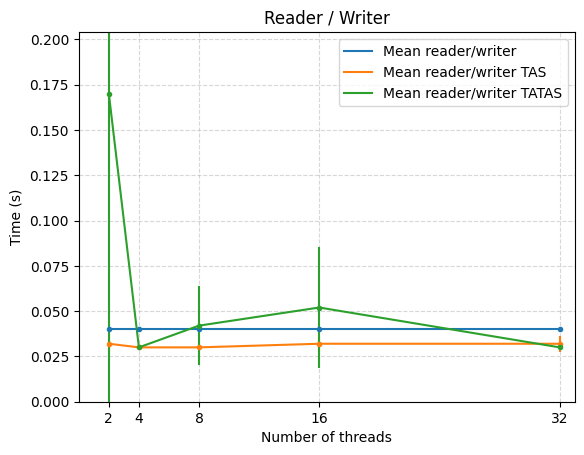 Reader / Writer
Mean reader/writer
Mean reader/writer TAS
Mean reader/writer TATAS
Time (s)
0.200
0.175
0.150
0.125
0.100
0.075
0.050
0.025
0.000
2 4 8 16 32
Number of threads